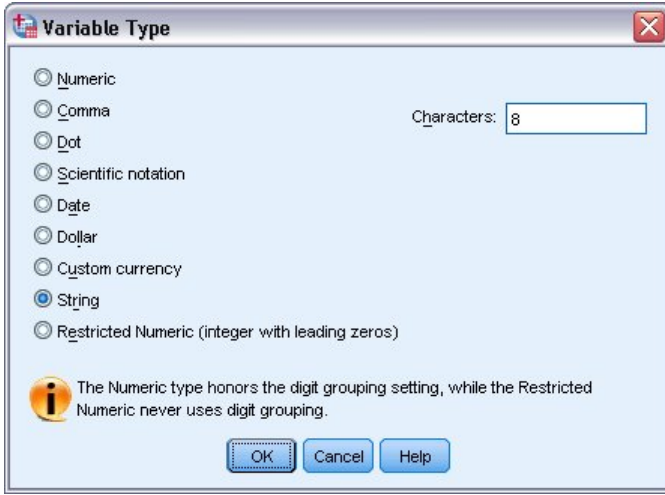 Variable Type
Numeric
Comma
Characters: 8
Dot
Scientific notation
Date
Dollar
Custom currency
String
Restricted Numeric (integer with leading zeros)
The Numeric type honors the digit grouping setting, while the Restricted
Numeric never uses digit grouping.
OK Cancel Help